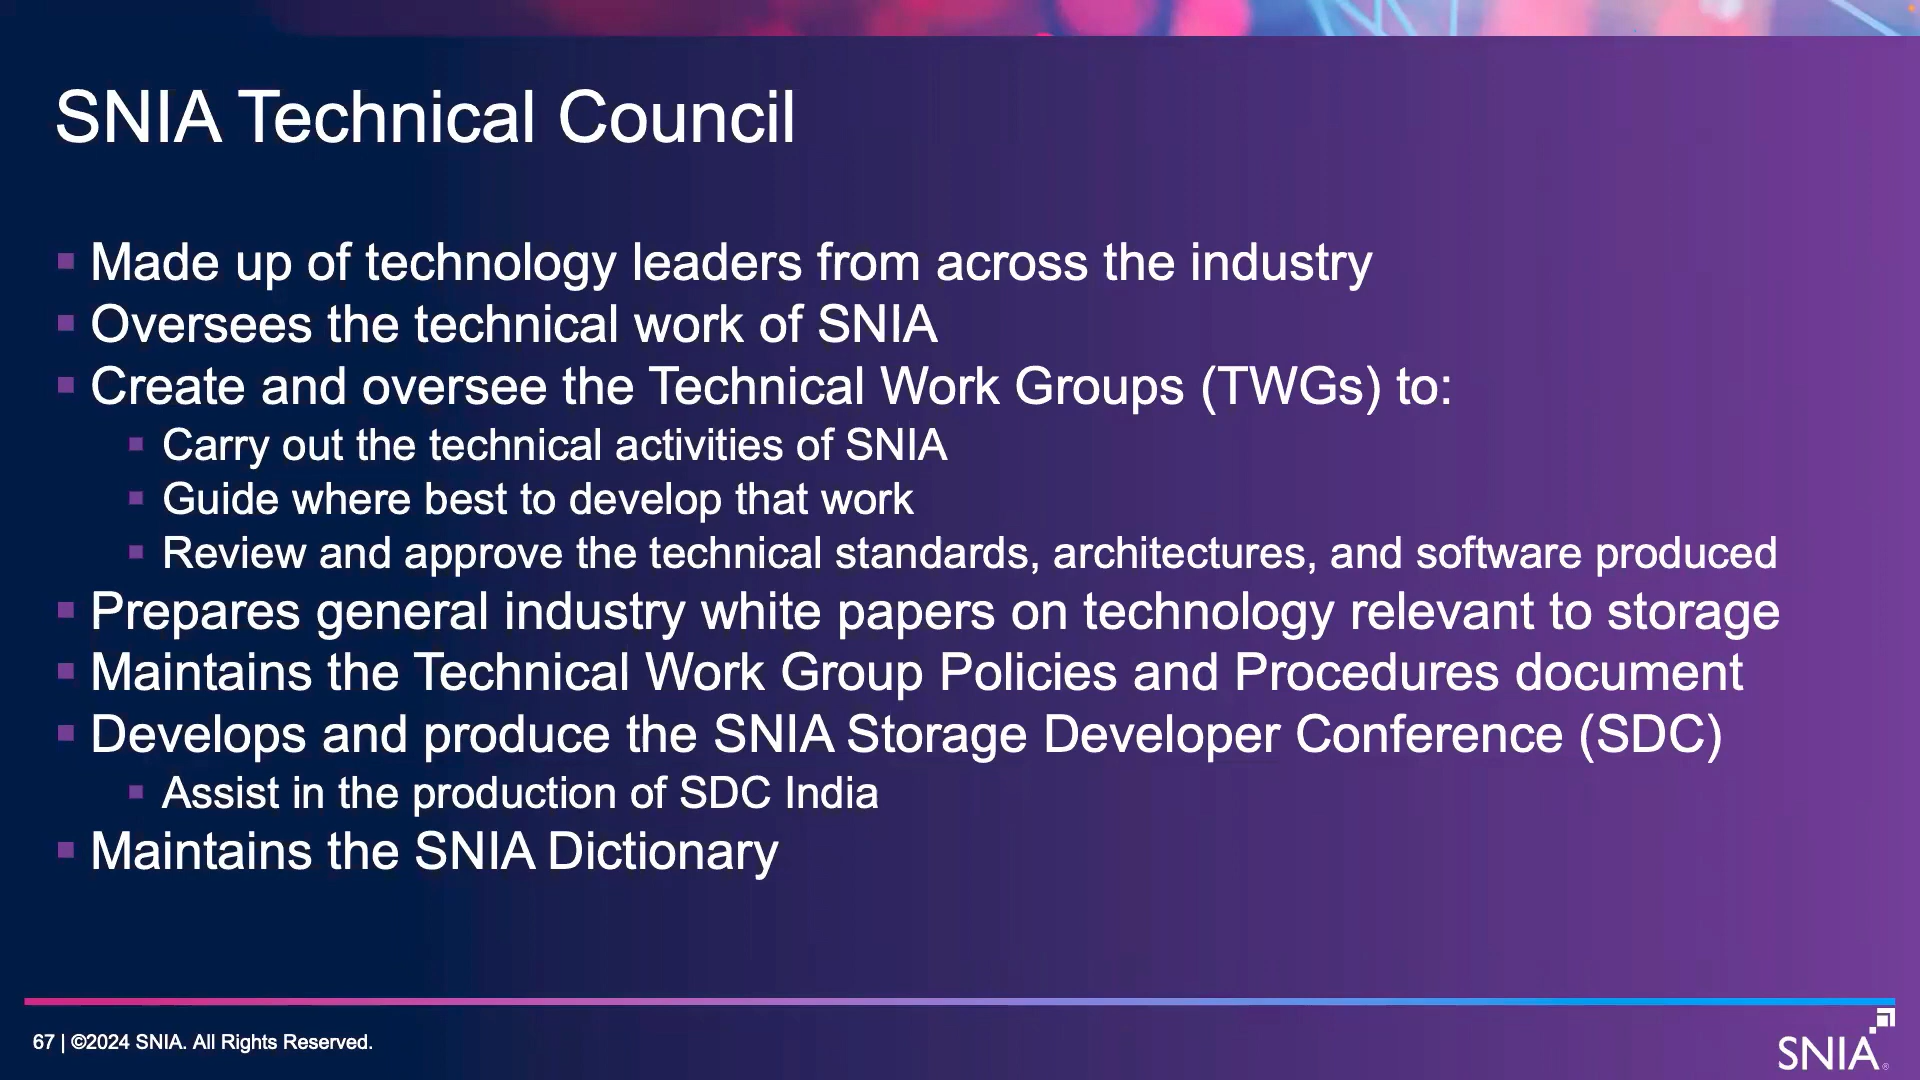 SNIA Technical Council
Made up of technology leaders from across the industry
Oversees the technical work of SNIA
Create and oversee the Technical Work Groups (TWGs) to:
Carry out the technical activities of SNIA
Guide where best to develop that work
Review and approve the technical standards, architectures, and software produced
Prepares general industry white papers on technology relevant to storage
Maintains the Technical Work Group Policies and Procedures document
Develops and produce the SNIA Storage Developer Conference (SDC)
Assist in the production of SDC India
Maintains the SNIA Dictionary
67 | ©2024 SNIA. All Rights Reserved.
SNIA®